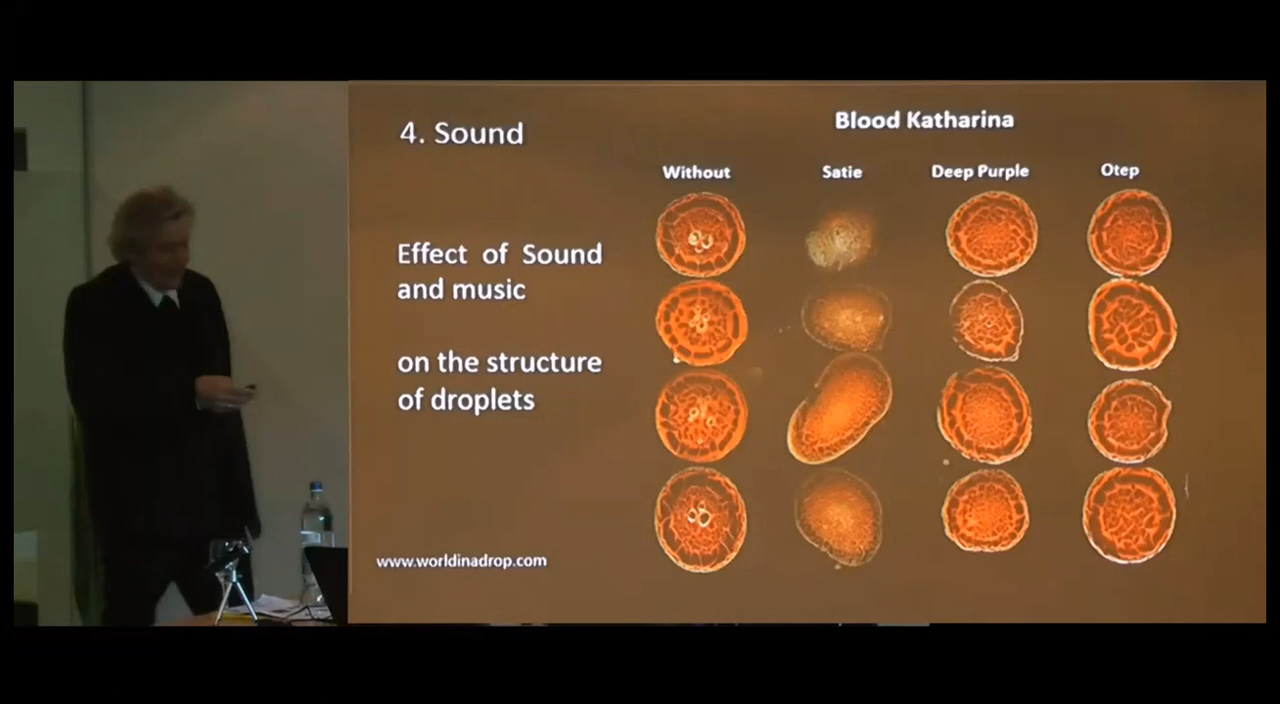 4. Sound
Effect of Sound
and music
on the structure
of droplets
www.worldinadrop.com
Blood Katharina
Without
Satie
Deep Purple
Otep